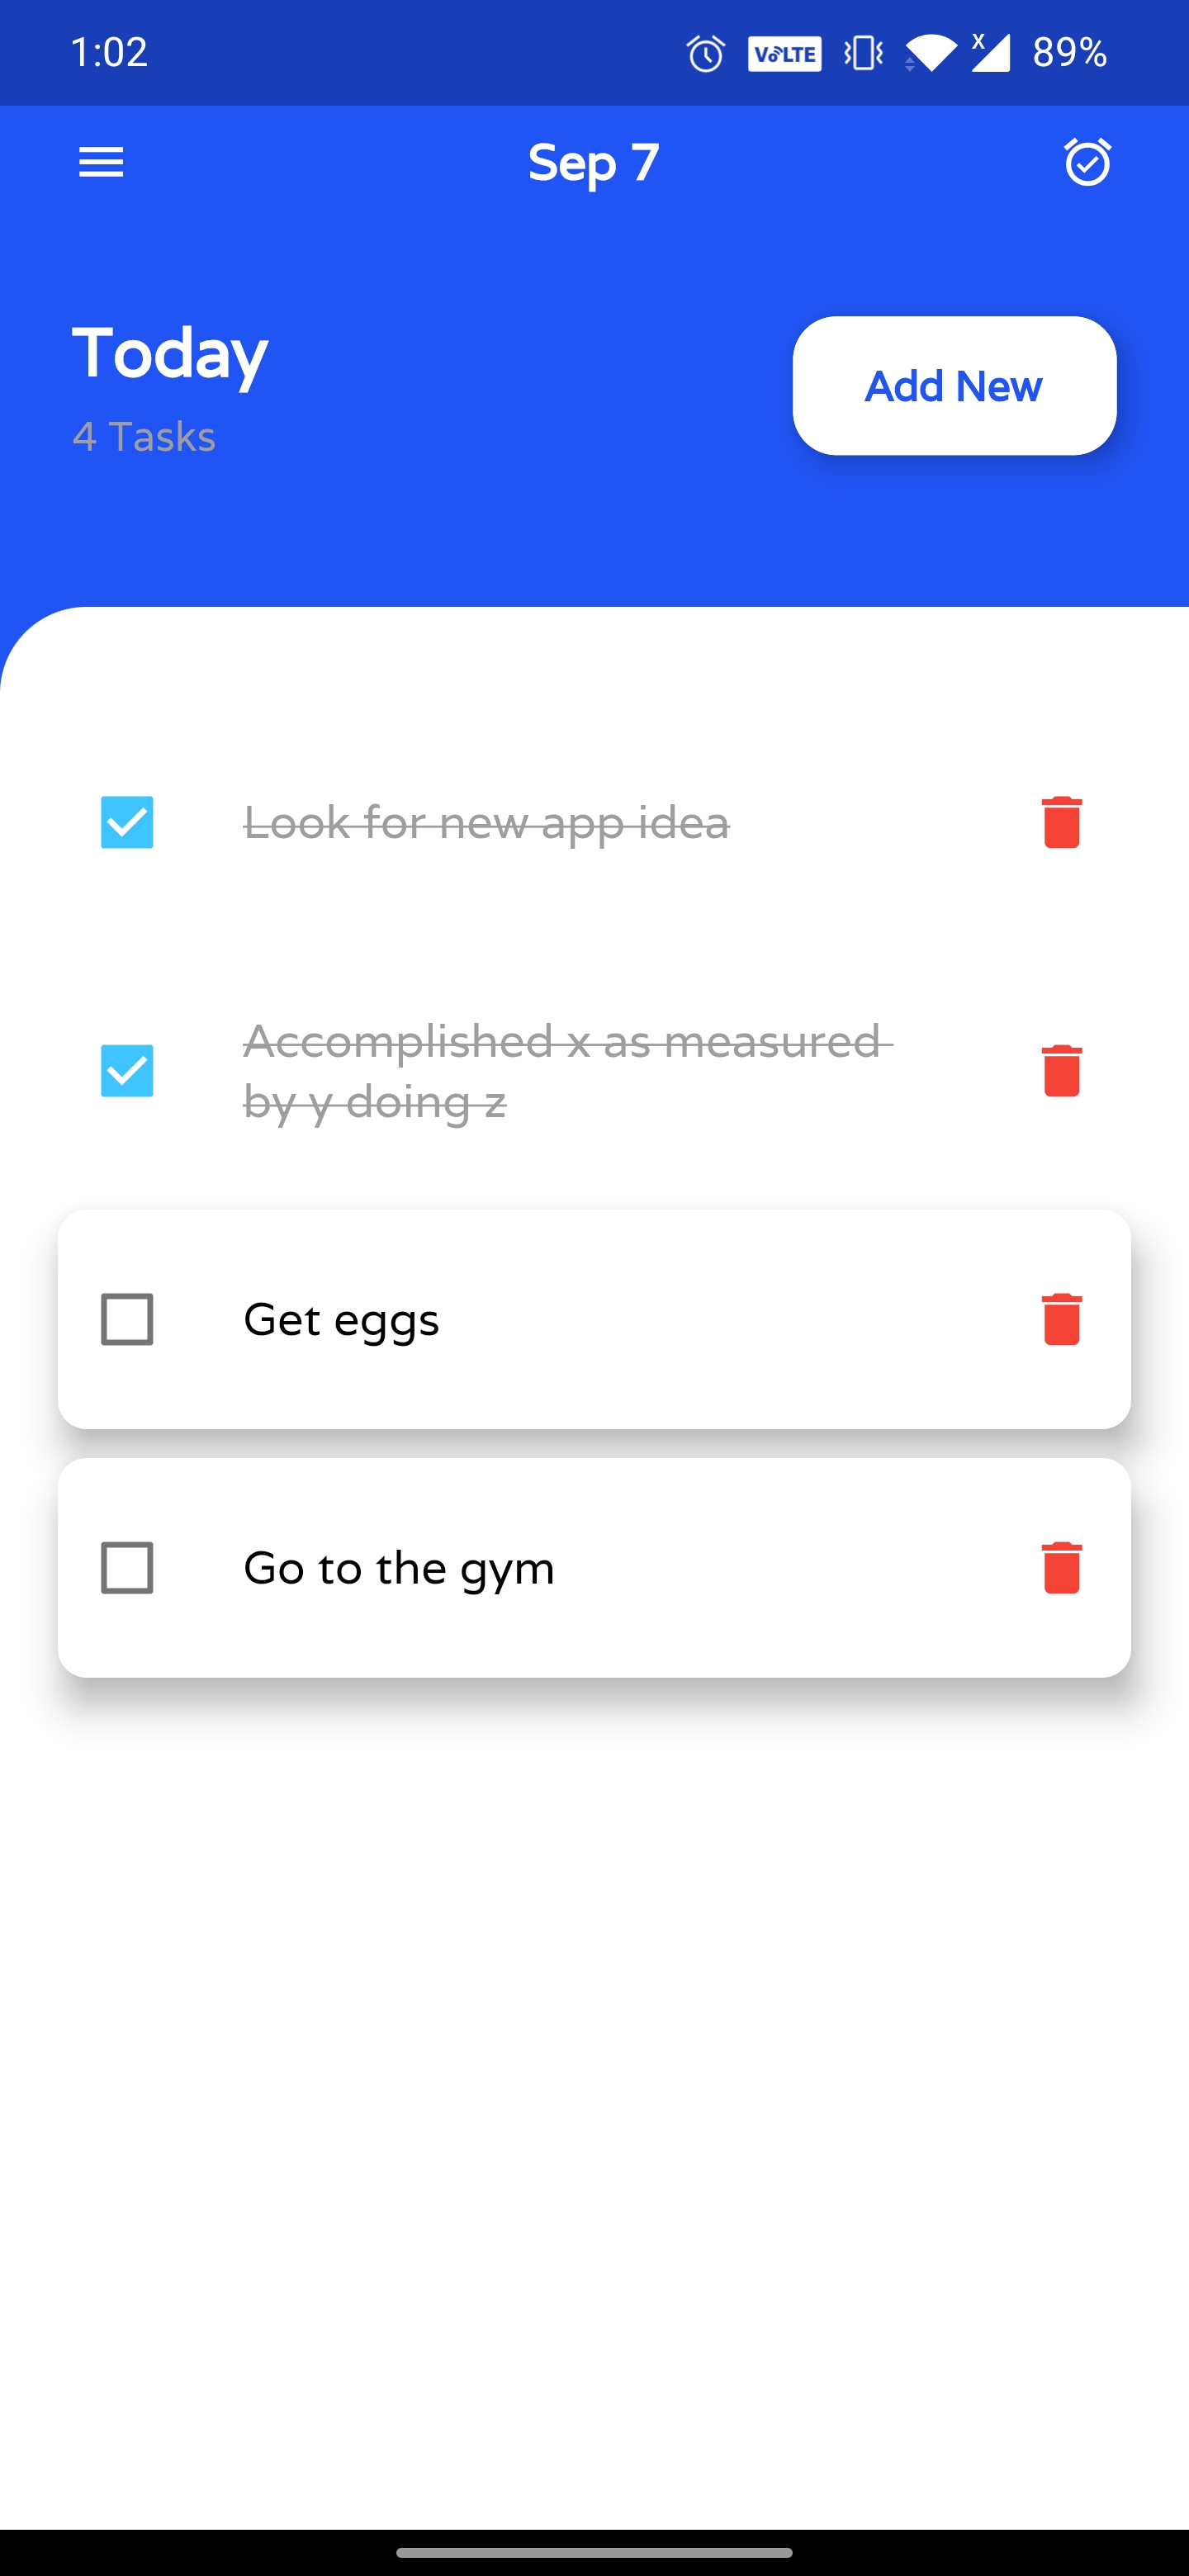 1:02
VoLTE
X
89%
Sep 7
Today
4 Tasks
Add New
Look for new app idea
Accomplished x as measured
by y doing z
Get eggs
Go to the gym